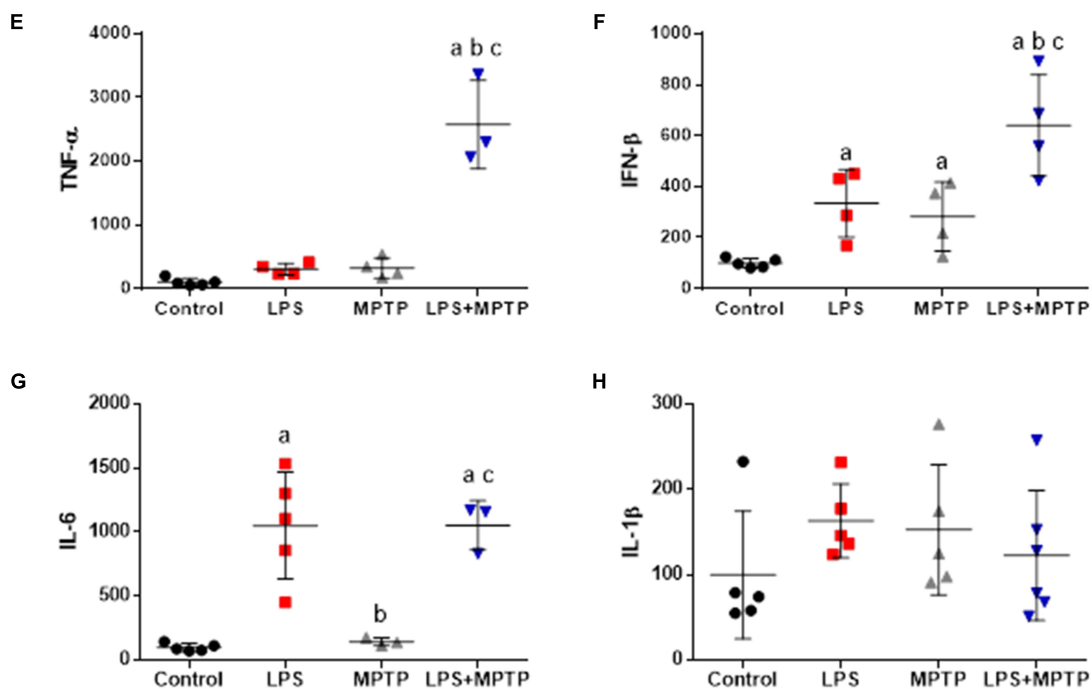 E
TNF-α
4000
3000
2000
1000
0
a b c
Control LPS MPTP LPS+MPTP
F
IFN-β
1000
800
600
400
200
0
a a a b c
Control LPS MPTP LPS+MPTP
G
IL-6
2000
1500
1000
500
0
a b a c
Control LPS MPTP LPS+MPTP
H
IL-1β
300
200
100
0
Control LPS MPTP LPS+MPTP